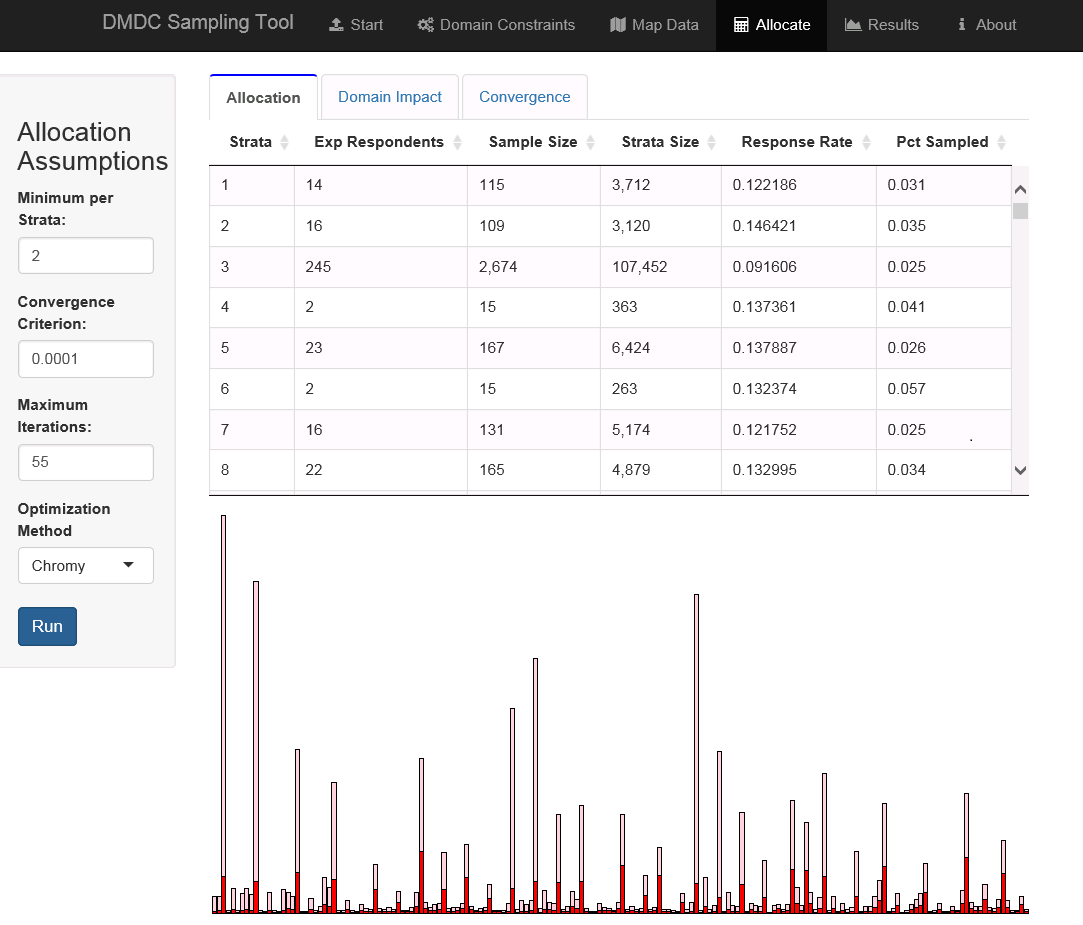 DMDC Sampling Tool Start Domain Constraints Map Data Allocate Results About
Allocation
Assumptions
Minimum per
Strata:
2
Convergence
Criterion:
0.0001
Maximum
Iterations:
55
Optimization
Method
Chromy
Run
Allocation Domain Impact Convergence
Strata Exp Respondents Sample Size Strata Size Response Rate Pct Sampled
1 14 115 3,712 0.122186 0.031
2 16 109 3,120 0.146421 0.035
3 245 2,674 107,452 0.091606 0.025
4 2 15 363 0.137361 0.041
5 23 167 6,424 0.137887 0.026
6 2 15 263 0.132374 0.057
7 16 131 5,174 0.121752 0.025
8 22 165 4,879 0.132995 0.034